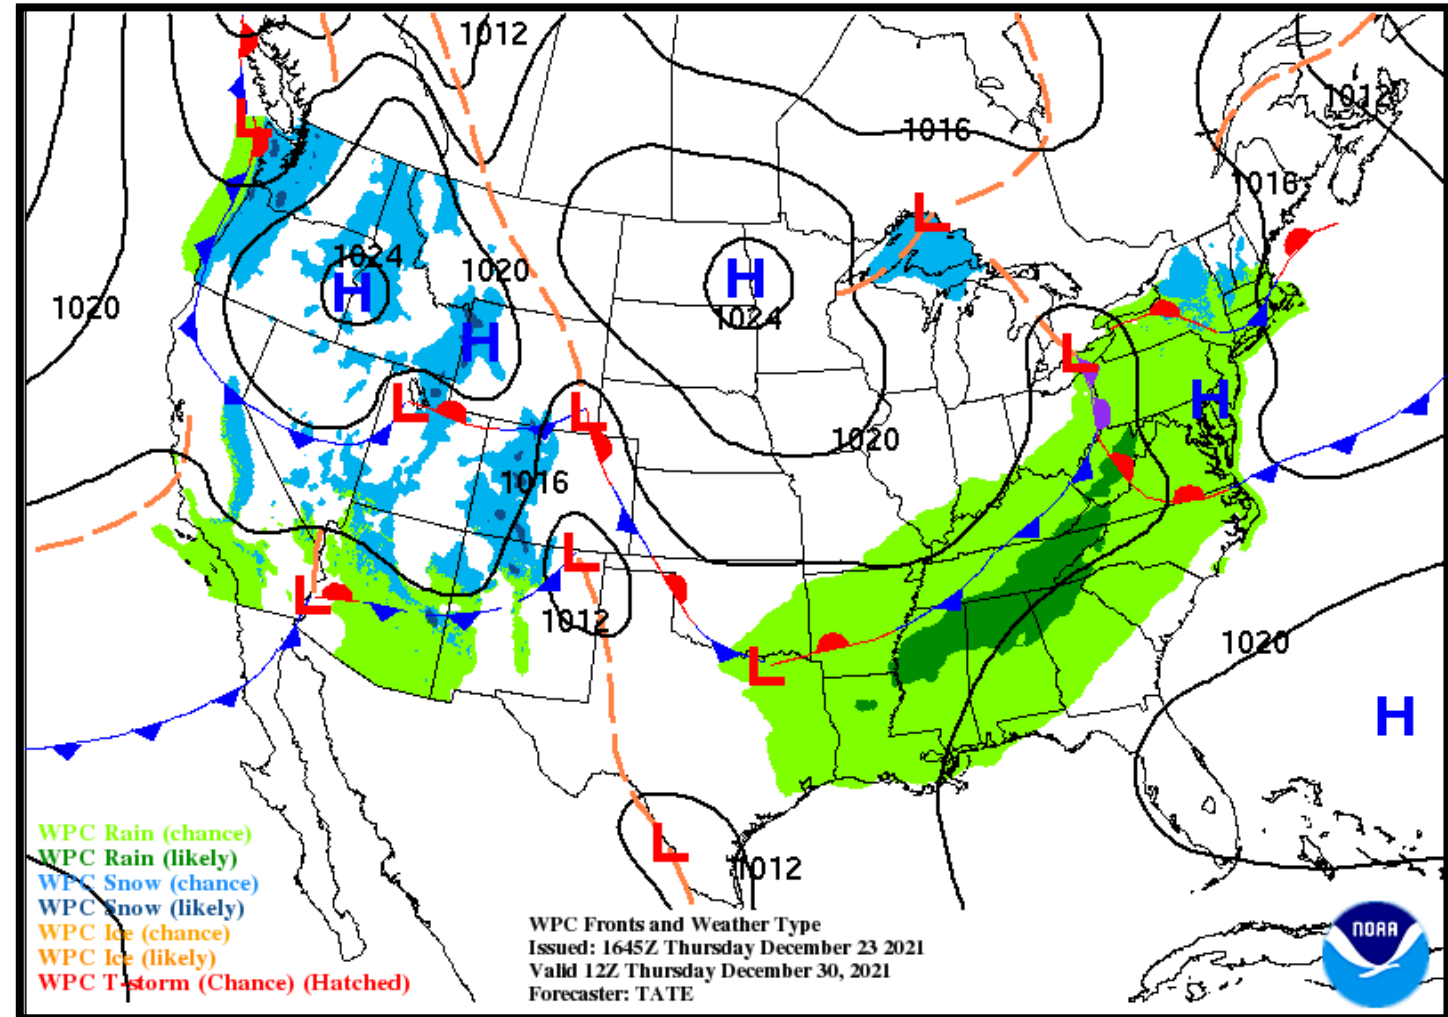 1012
1012
1016
1016
1024
1020
1020
1024
1020
1016
1012
1020
1012
H
H
H
H
H
L
L
L
L
L
L
L
L
L
WPC Rain (chance)
WPC Rain (likely)
WPC Snow (chance)
WPC Snow (likely)
WPC Ice (chance)
WPC Ice (likely)
WPC T-storm (Chance) (Hatched)
WPC Fronts and Weather Type
Issued: 1645Z Thursday December 23 2021
Valid 12Z Thursday December 30, 2021
Forecaster: TATE
NOAA